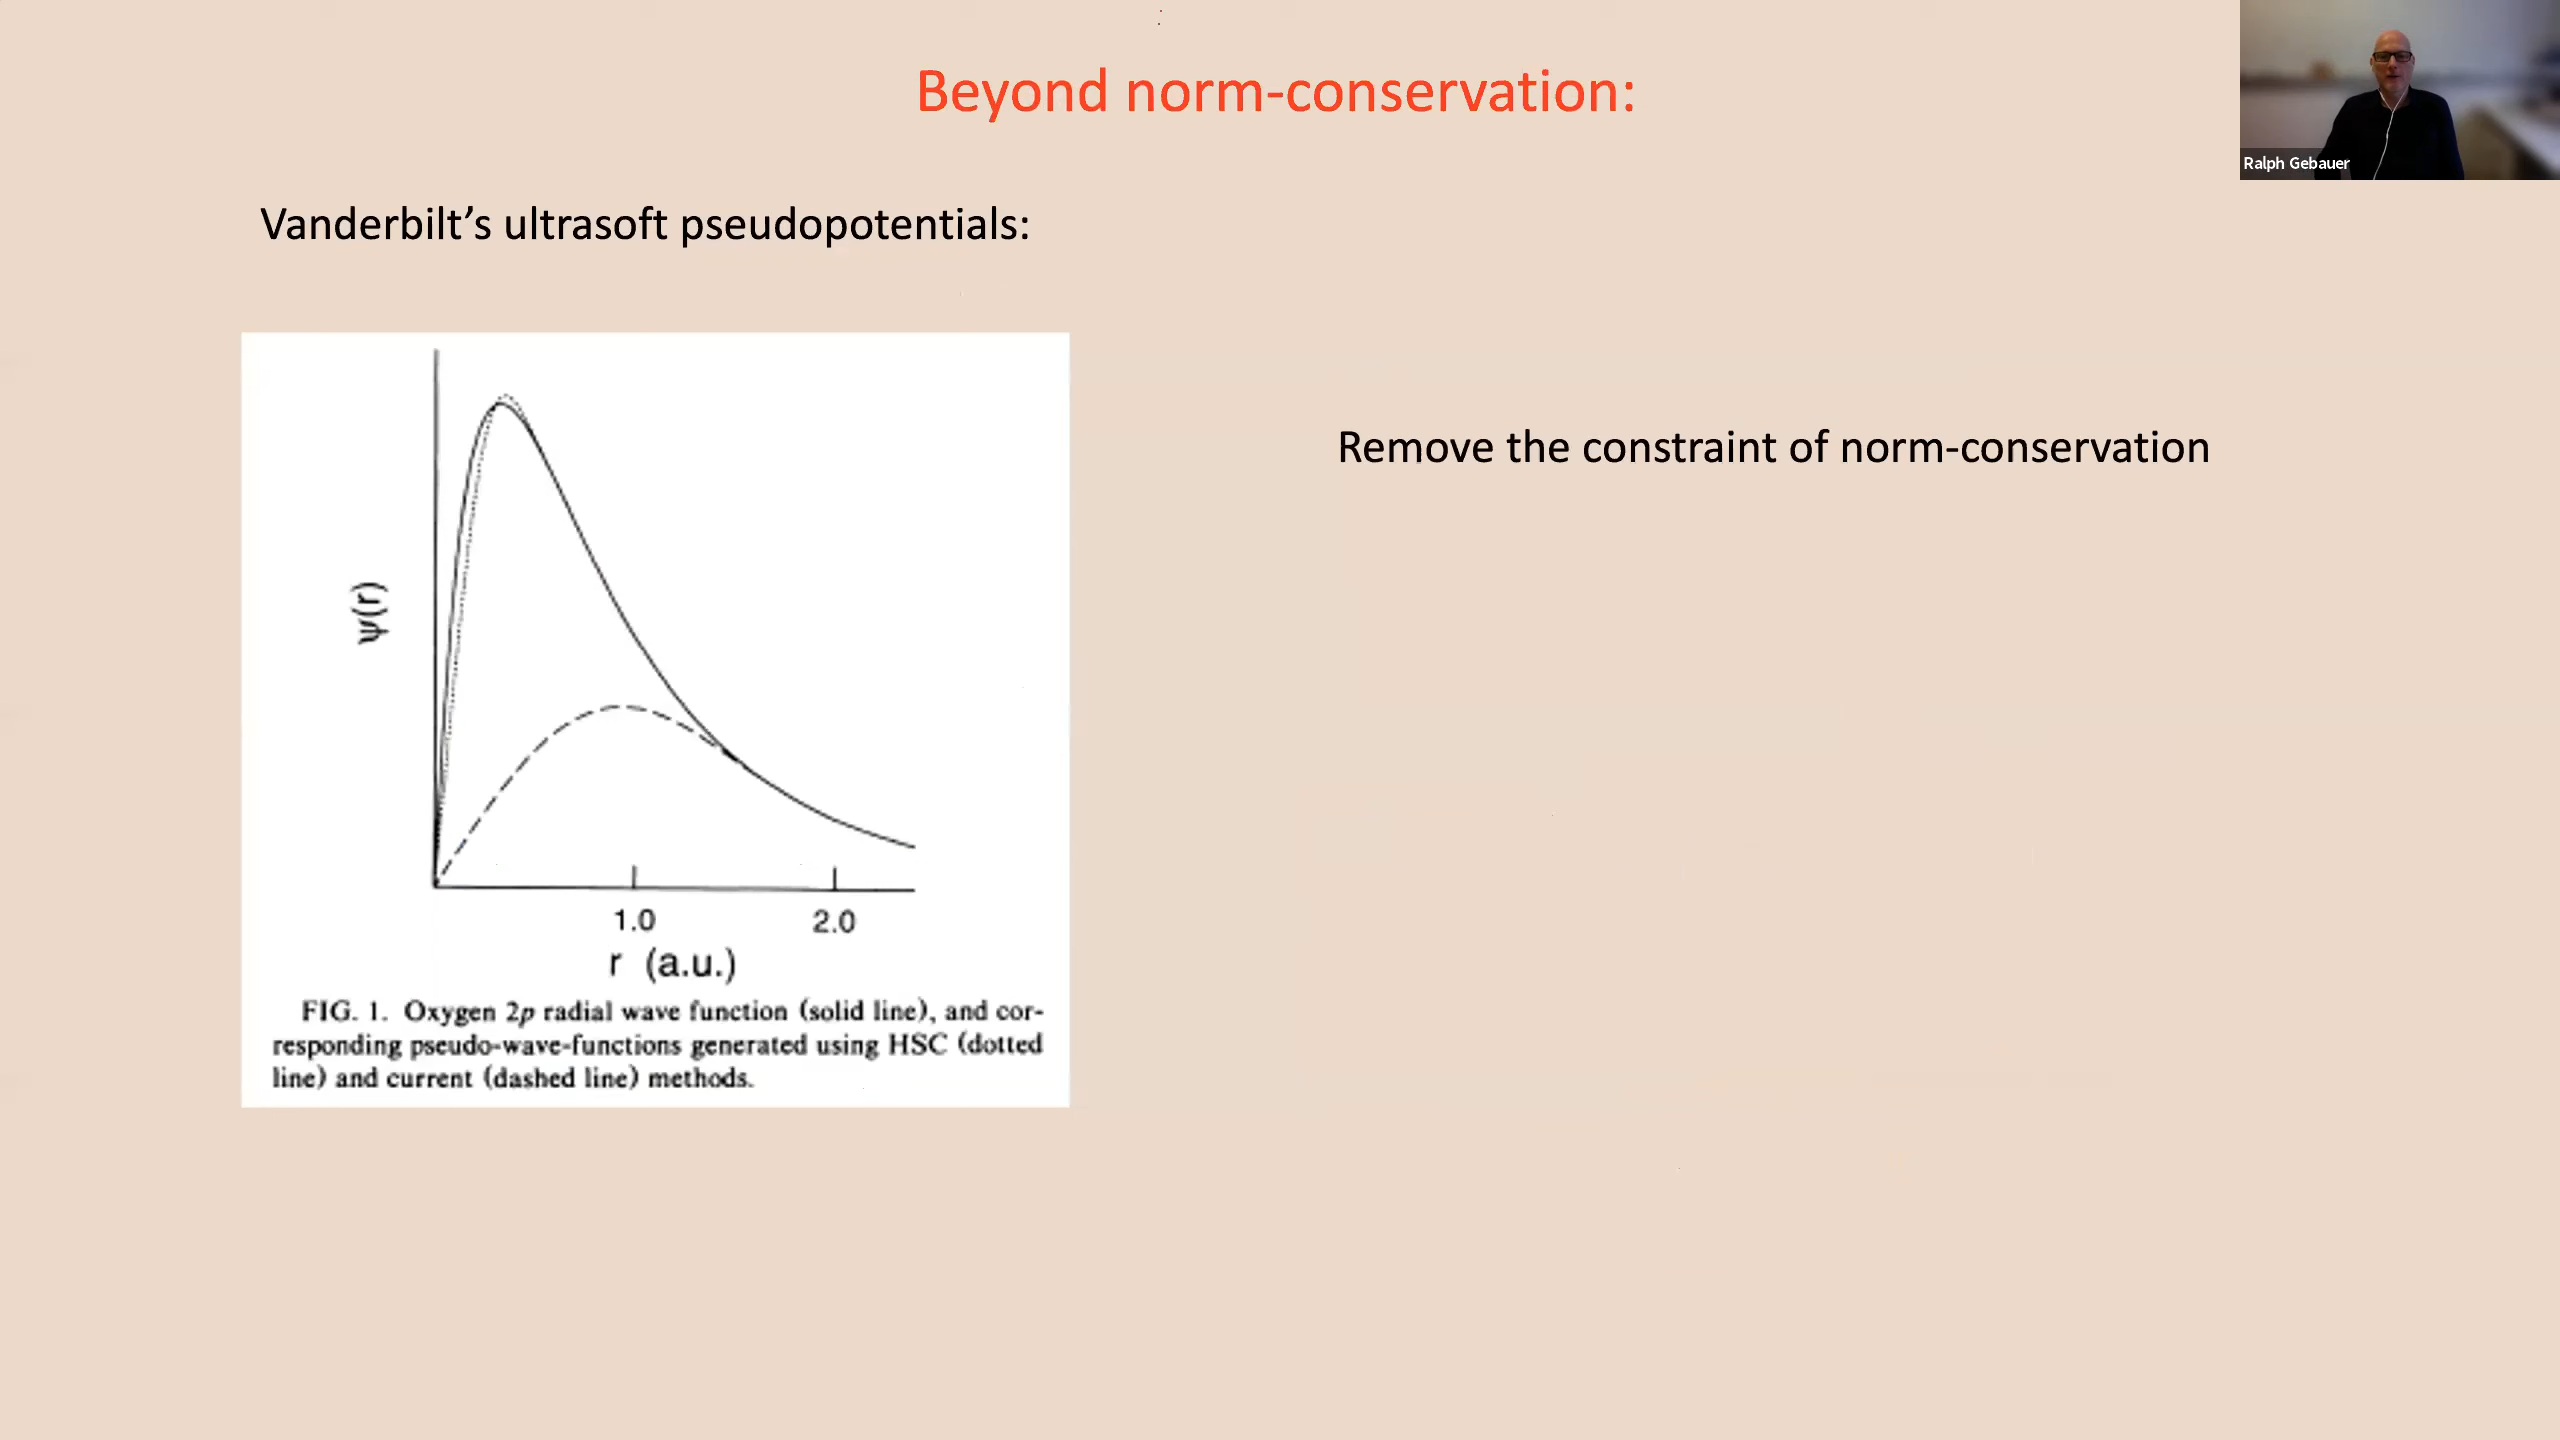 Beyond norm-conservation:
Ralph Gebauer
Vanderbilt’s ultrasoft pseudopotentials:
Remove the constraint of norm-conservation
ψ(r)
1.0 2.0
r (a.u.)
FIG. 1. Oxygen 2p radial wave function (solid line), and cor-
responding pseudo-wave-functions generated using HSC (dotted
line) and current (dashed line) methods.